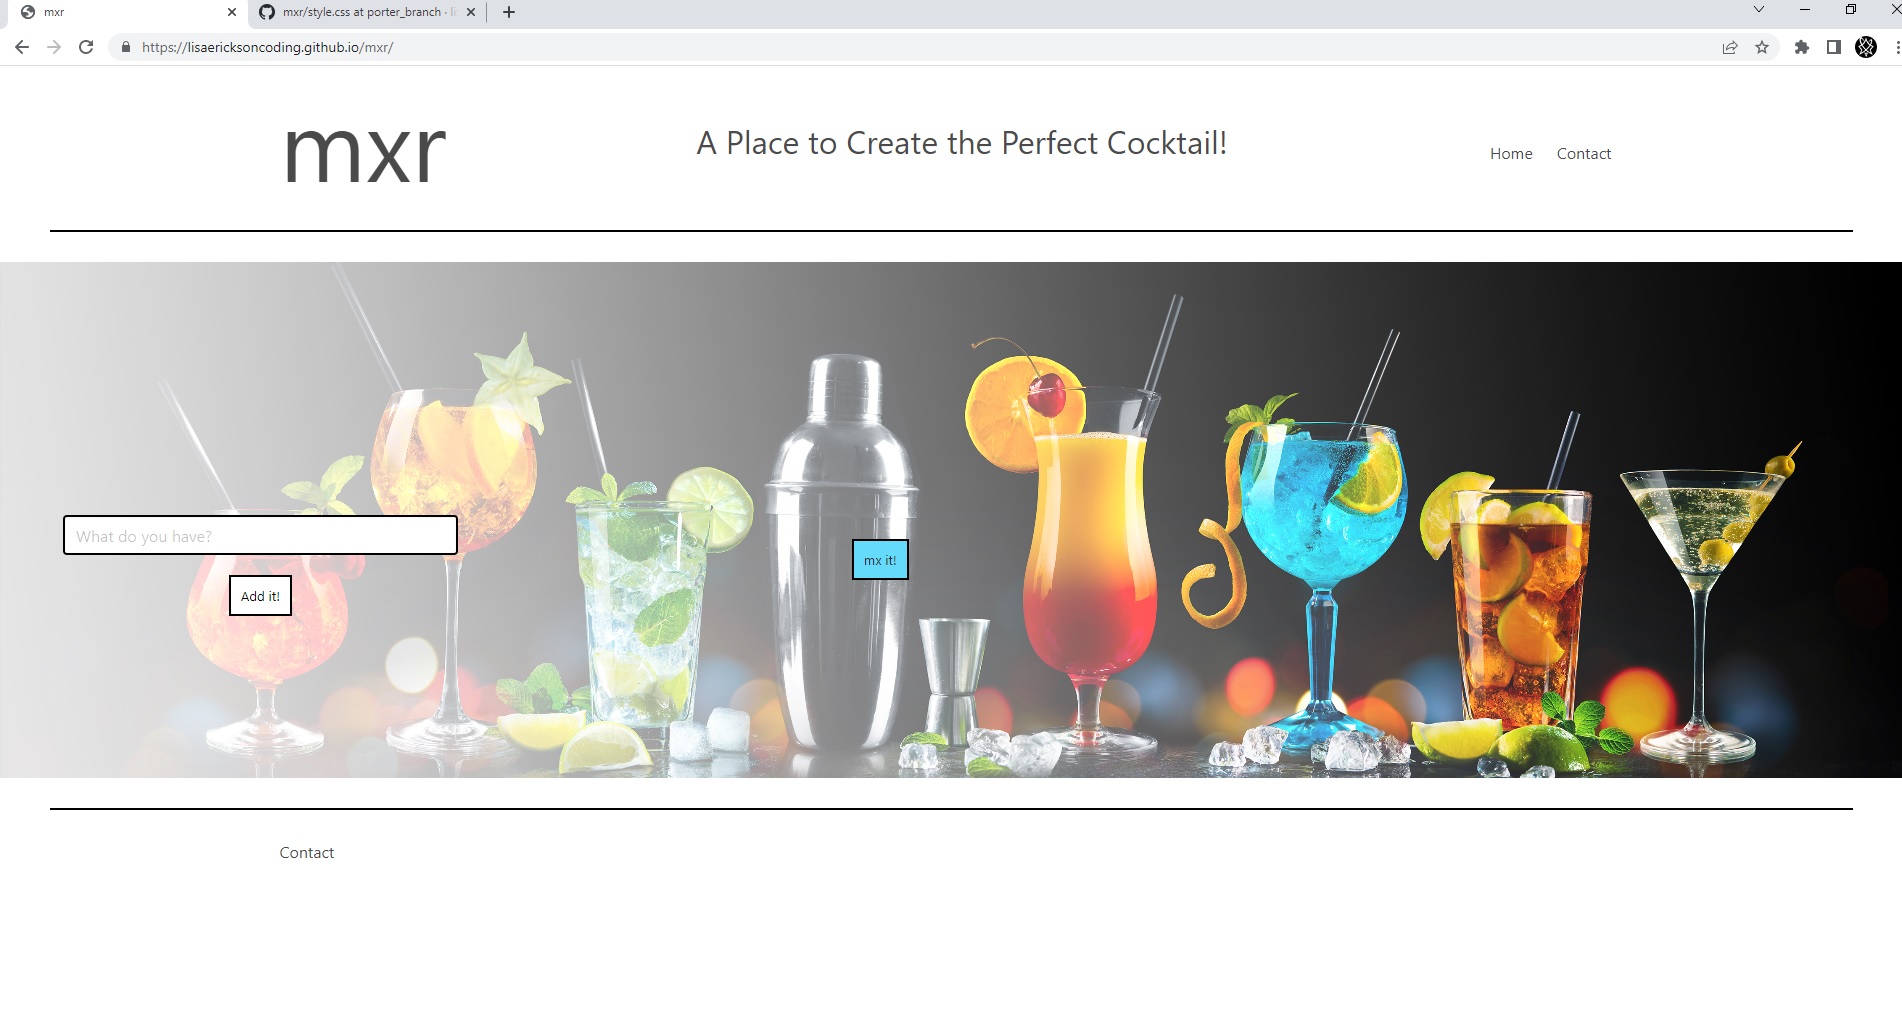 mxr
mxr/style.css at porter_branch · li
https://lisaericksoncoding.github.io/mxr/
mxr
A Place to Create the Perfect Cocktail!
Home
Contact
What do you have?
Add it!
mx it!
Contact